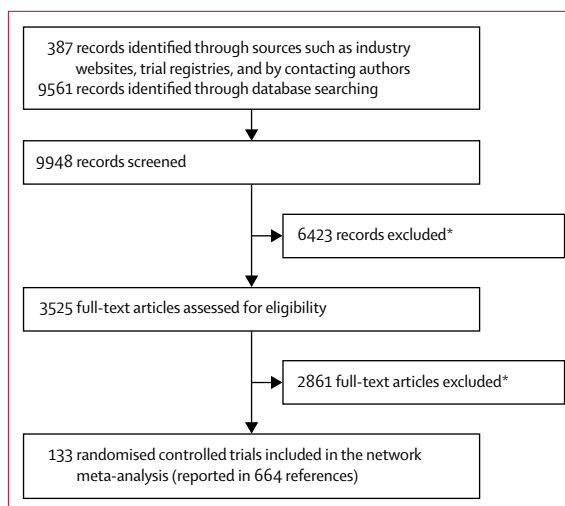 387 records identified through sources such as industry
websites, trial registries, and by contacting authors
9561 records identified through database searching
9948 records screened
6423 records excluded*
3525 full-text articles assessed for eligibility
2861 full-text articles excluded*
133 randomised controlled trials included in the network
meta-analysis (reported in 664 references)